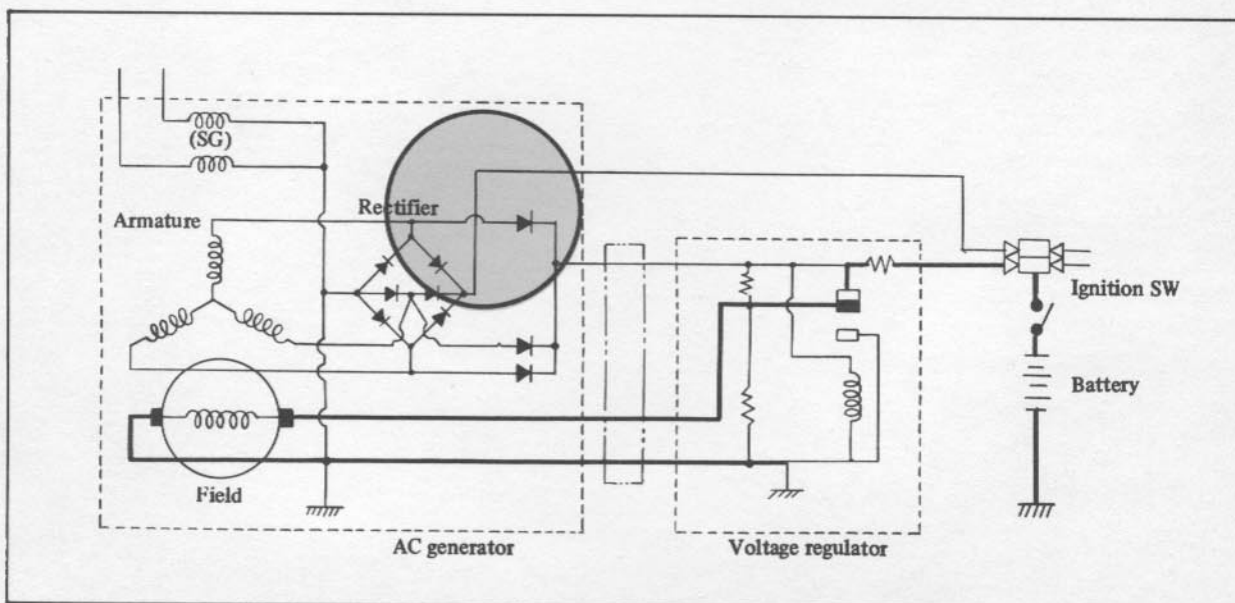 (SG)
Armature
Rectifier
Ignition SW
Battery
Field
AC generator
Voltage regulator